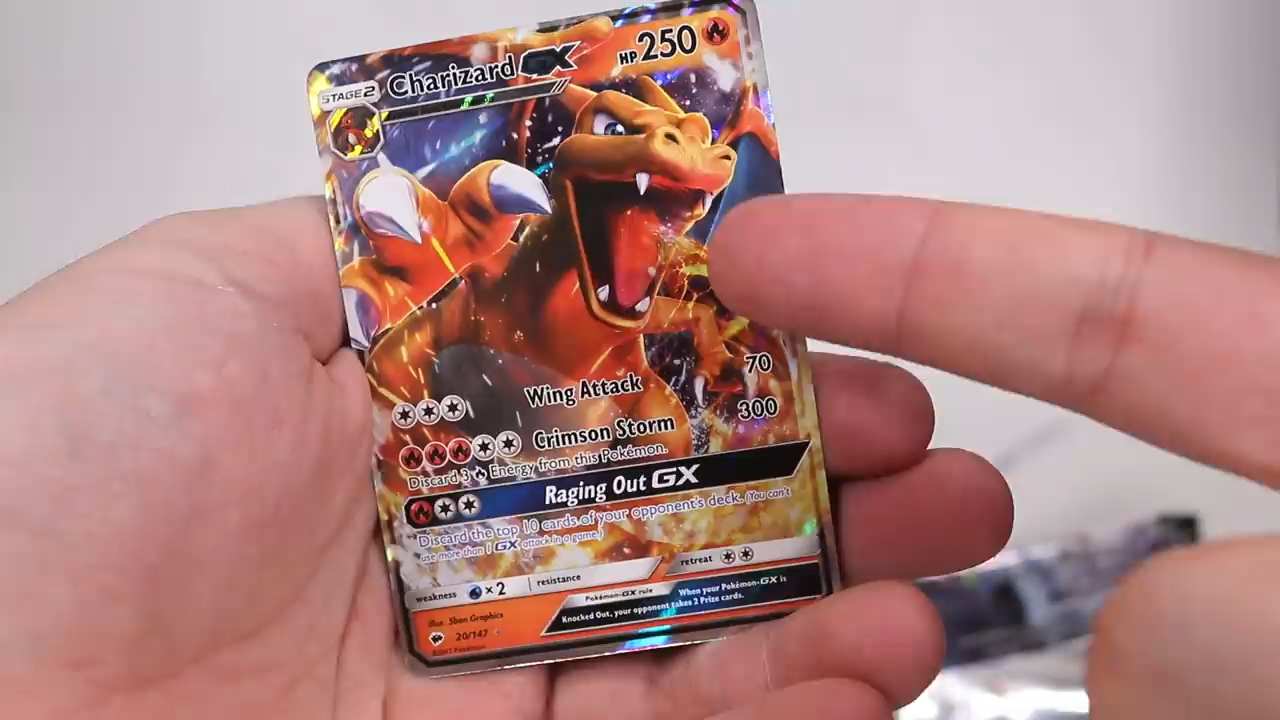 STAGE2 Charizard GX HP250
Wing Attack 70
Crimson Storm 300
Discard 3 Energy from this Pokémon.
Raging Out GX
Discard the top 10 cards of your opponent's deck. (You can't
use more than 1 GX attack in a game.)
weakness ×2 resistance retreat
Pokémon-GX rule When your Pokémon-GX is
Knocked Out, your opponent takes 2 Prize cards.
Illus. 5ban Graphics
20/147
©2017 Pokémon